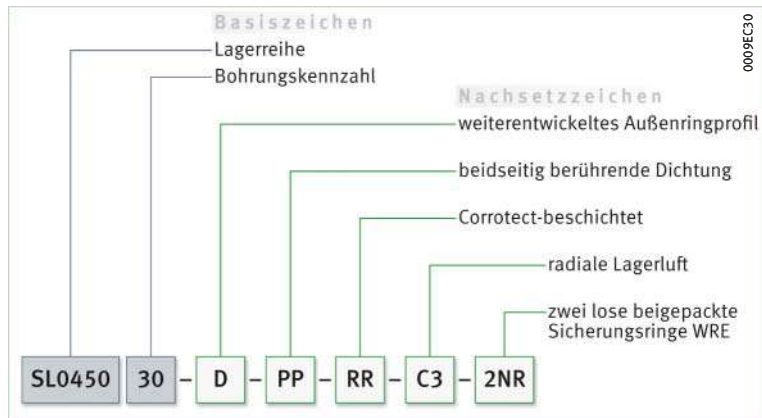 Basiszeichen
Lagerreihe
Bohrungskennzahl
Nachsetzzeichen
weiterentwickeltes Außenringprofil
beidseitig berührende Dichtung
Corrotect-beschichtet
radiale Lagerluft
zwei lose beigepackte
Sicherungsringe WRE
SL0450 30 – D – PP – RR – C3 – 2NR
0009EC30